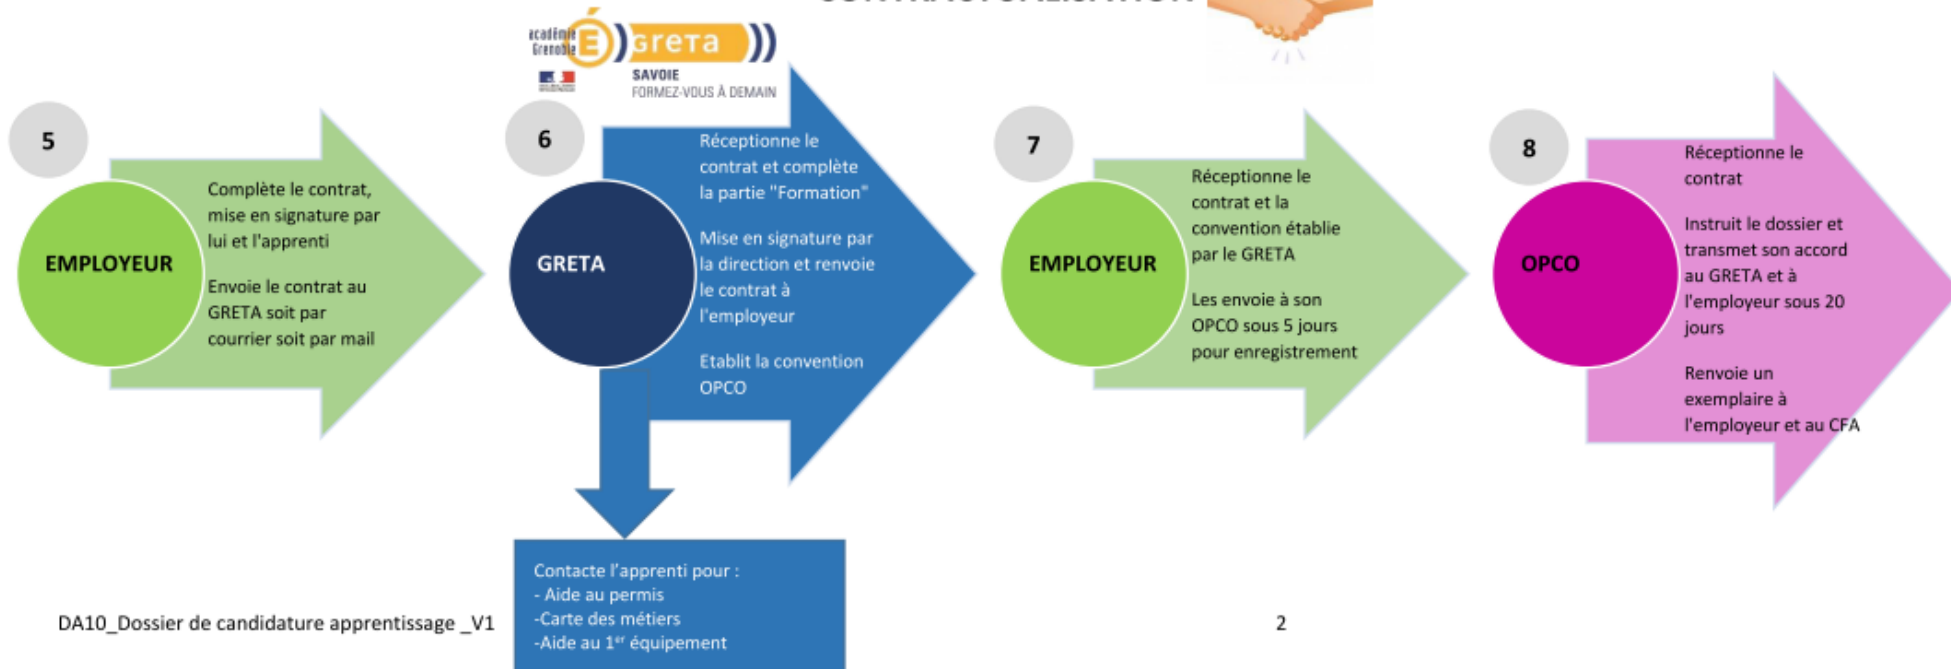 CONTRACTUALISATION
académie
Grenoble
É
GreTa
SAVOIE
FORMEZ-VOUS À DEMAIN
5
EMPLOYEUR
Complète le contrat,
mise en signature par
lui et l'apprenti
Envoie le contrat au
GRETA soit par
courrier soit par mail
6
GRETA
Réceptionne le
contrat et complète
la partie "Formation"
Mise en signature par
la direction et renvoie
le contrat à
l'employeur
Etablit la convention
OPCO
Contacte l'apprenti pour :
- Aide au permis
-Carte des métiers
-Aide au 1er équipement
7
EMPLOYEUR
Réceptionne le
contrat et la
convention établie
par le GRETA
Les envoie à son
OPCO sous 5 jours
pour enregistrement
8
OPCO
Réceptionne le
contrat
Instruit le dossier et
transmet son accord
au GRETA et à
l'employeur sous 20
jours
Renvoie un
exemplaire à
l'employeur et au CFA
DA10_Dossier de candidature apprentissage _V1
2